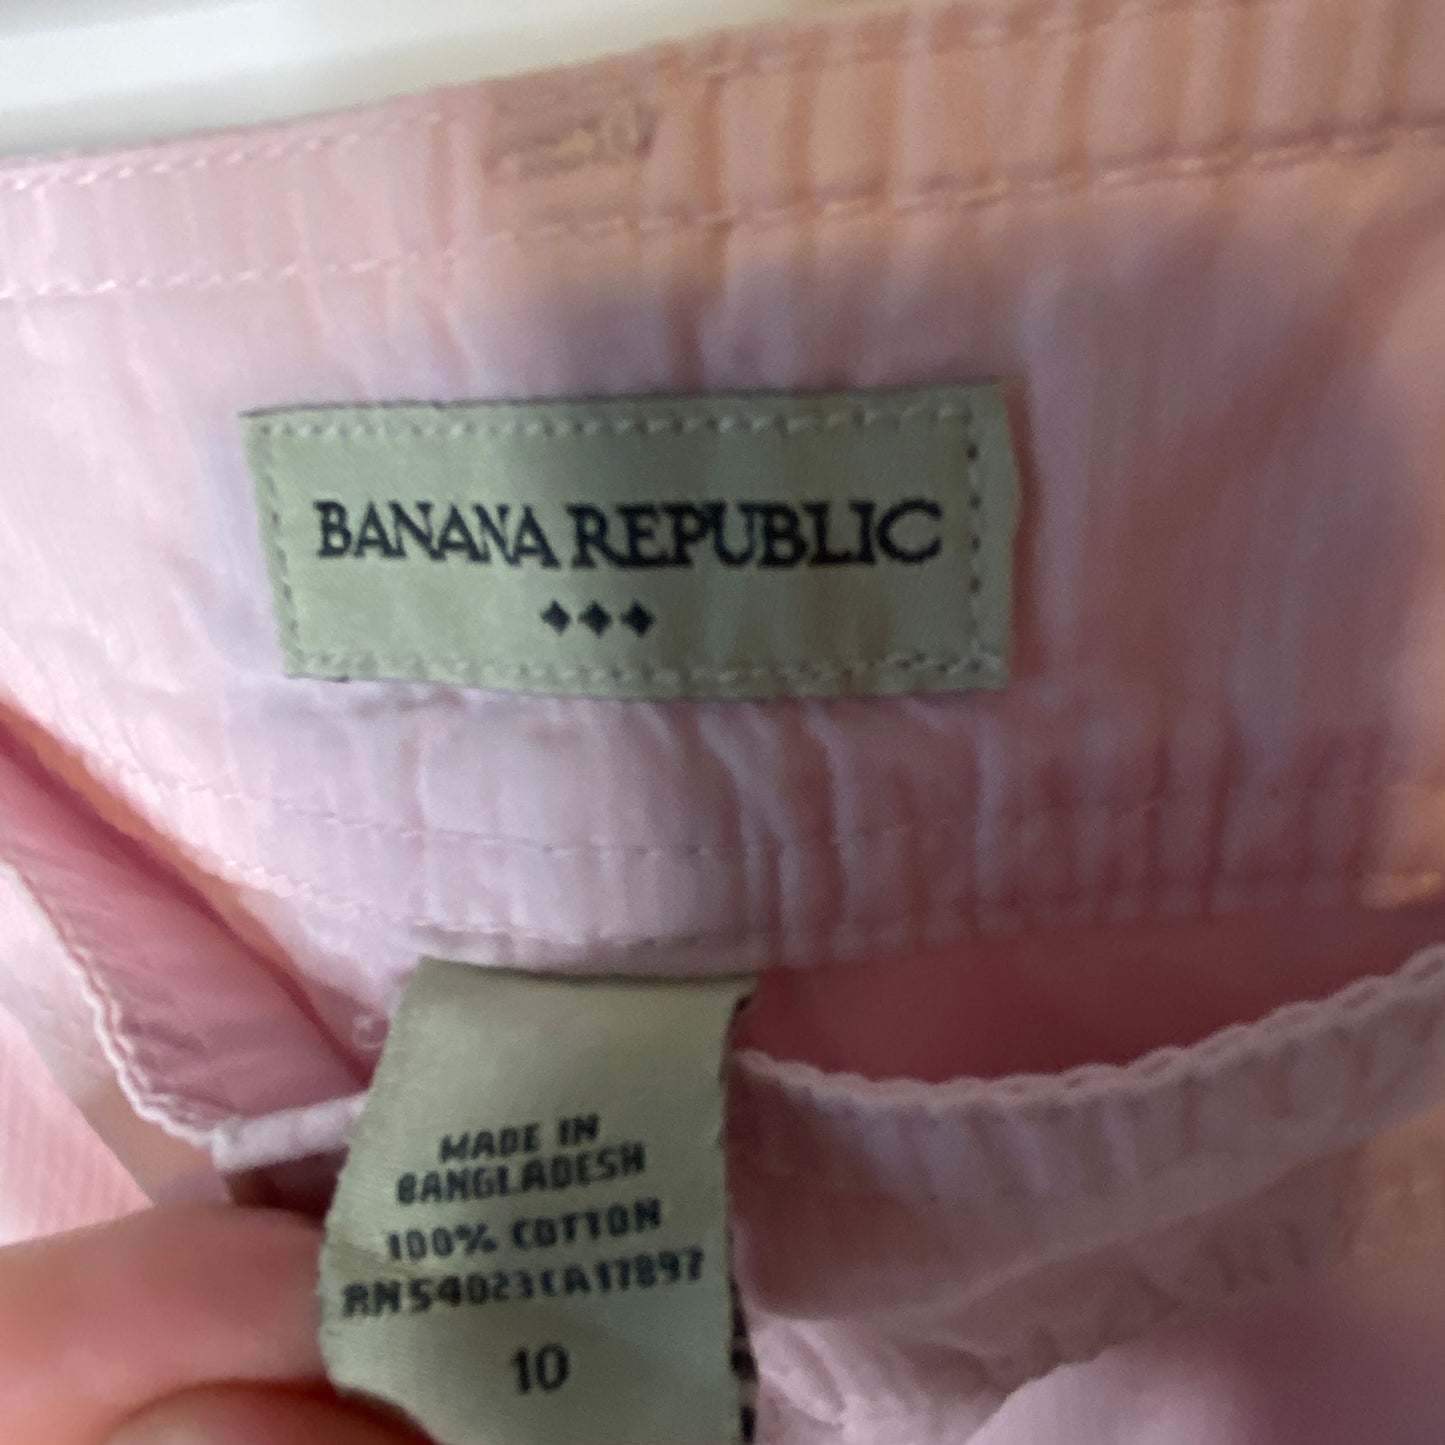 BANANA REPUBLIC
MADE IN
BANGLADESH
100% COTTON
RN54023CA17897
10